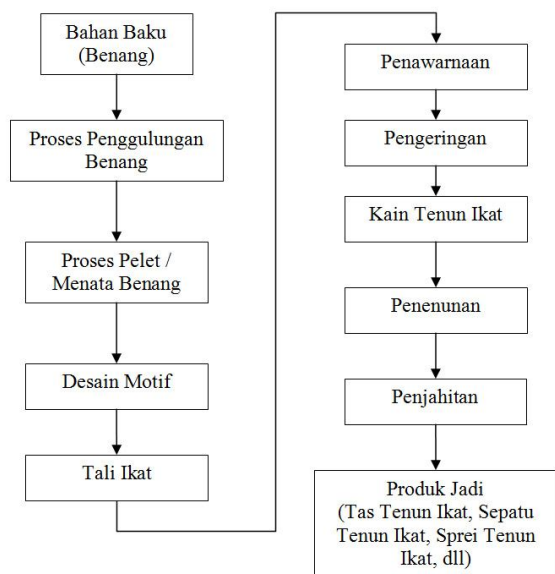 Bahan Baku
(Benang)
Proses Penggulungan
Benang
Proses Pelet /
Menata Benang
Desain Motif
Tali Ikat
Penawarnaan
Pengeringan
Kain Tenun Ikat
Penenunan
Penjahitan
Produk Jadi
(Tas Tenun Ikat, Sepatu
Tenun Ikat, Sprei Tenun
Ikat, dll)